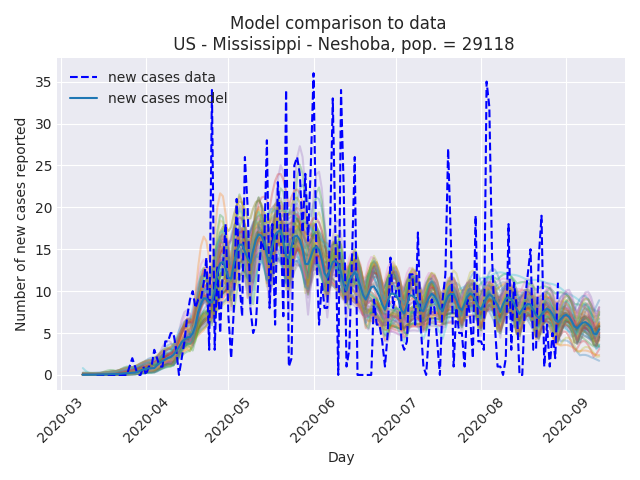 Model comparison to data
US - Mississippi - Neshoba, pop. = 29118
new cases data
new cases model
Number of new cases reported
35
30
25
20
15
10
5
0
2020-03
2020-04
2020-05
2020-06
2020-07
2020-08
2020-09
Day